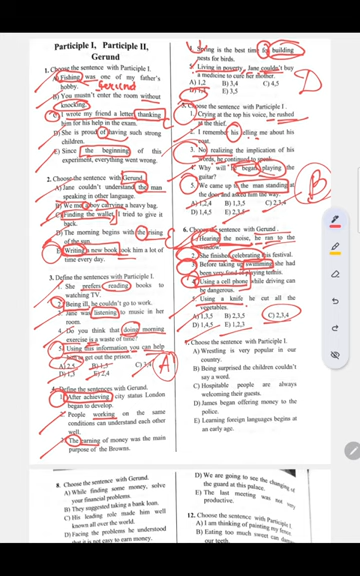 Participle I, Participle II,
Gerund
1. Choose the sentence with Participle I.
A) Fishing was one of my father's
hobby. Gerund
B) You mustn't enter the room without
knocking.
I wrote my friend a letter thanking
him for his help in the exam.
D) She is proud of having such strong
children.
E) Since the beginning of this
experiment, everything went wrong.
2. Choose the sentence with Gerund
A) Jane couldn't understand the man
speaking in other language.
B) We met a boy carrying a heavy bag.
C) Finding the wallet, I tried to give it
back.
D) The morning begins with the rising
of the sun.
E) Writing a new book took him a lot of
time every day.
3. Define the sentences with Participle I.
1. She prefers reading books to
watching TV.
2. Being ill, he couldn't go to work.
3. Jane was listening to music in her
room.
4. Do you think that doing morning
exercise is a waste of time?
5. Using this information you can help
to get out the prison.
A) 2,5 B) 1,3 C) 3,4
D) 1,5 E) 2,4
A
4. Define the sentences with Gerund.
1. After achieving city status London
began to develop.
2. People working on the same
conditions can understand each other
well.
3. The earning of money was the main
purpose of the Browns.
4. Spring is the best time for building
nests for birds.
5. Living in poverty, Jane couldn't buy
a medicine to cure her mother.
A) 1,2 B) 3,4 C) 4,5
E) 3,5
D
5. Choose the sentences with Participle I.
1. Crying at the top his voice, he rushed
at the thief.
2. I remember his telling me about his
past.
3. No realizing the implication of his
words, he continued to speak.
4. Why will he began playing the
guitar?
5. We came up to the man standing at
the door and asked him the way.
A) 1,2,4 B) 1,3,5 C) 2,3,4
D) 1,4,5 E) 2,3,
B
6. Choose the sentences with Gerund.
1. Hearing the noise, he ran to the
window.
2. She finished celebrating his festival.
3. Before taking up swimming she had
been very fond of playing tennis.
4. Using a cell phone while driving can
be dangerous.
5. Using a knife he cut all the
vegetables.
A) 1,3,5 B) 2,3,5 C) 2,3,4
D) 1,4,5 E) 1,2,3
7. Choose the sentence with Participle I.
A) Wrestling is very popular in our
country.
B) Being surprised the children couldn't
say a word.
C) Hospitable people are always
welcoming their guests.
D) James began offering money to the
police.
E) Learning foreign languages begins at
an early age.
8. Choose the sentence with Gerund.
A) While finding some money, solve
your financial problems.
B) They suggested taking a bank loan.
C) His leading role made him well
known all over the world.
D) Facing the problems he understood
that it is not easy to earn money.
D) We are going to see the changing of
the guard at this palace.
E) The last meeting was not very
productive.
12. Choose the sentence with Participle I.
A) I am thinking of painting my fence.
B) Eating too much sweet can damage
our teeth.